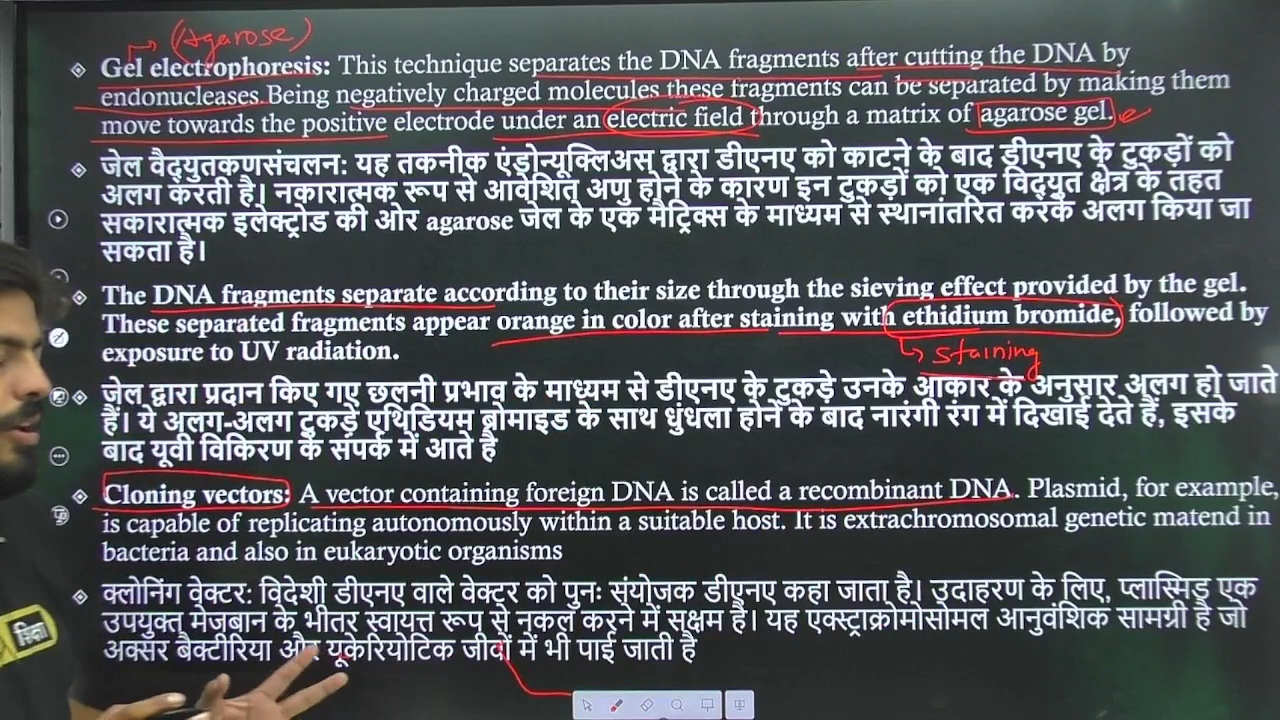 (Agarose)
Gel electrophoresis: This technique separates the DNA fragments after cutting the DNA by
endonucleases.Being negatively charged molecules these fragments can be separated by making them
move towards the positive electrode under an electric field through a matrix of agarose gel.
जेल वैद्युतकणसंचलन: यह तकनीक एंडोन्यूक्लिअस द्वारा डीएनए को काटने के बाद डीएनए के टुकड़ों को
अलग करती है। नकारात्मक रूप से आवेशित अणु होने के कारण इन टुकड़ों को एक विद्युत क्षेत्र के तहत
सकारात्मक इलेक्ट्रोड की ओर agarose जेल के एक मैट्रिक्स के माध्यम से स्थानांतरित करके अलग किया जा
सकता है।
The DNA fragments separate according to their size through the sieving effect provided by the gel.
These separated fragments appear orange in color after staining with ethidium bromide, followed by
exposure to UV radiation.
staining
जेल द्वारा प्रदान किए गए छलनी प्रभाव के माध्यम से डीएनए के टुकड़े उनके आकार के अनुसार अलग हो जाते
हैं। ये अलग-अलग टुकड़े एथिडियम ब्रोमाइड के साथ धुंधला होने के बाद नारंगी रंग में दिखाई देते हैं, इसके
बाद यूवी विकिरण के संपर्क में आते है
Cloning vectors: A vector containing foreign DNA is called a recombinant DNA. Plasmid, for example,
is capable of replicating autonomously within a suitable host. It is extrachromosomal genetic matend in
bacteria and also in eukaryotic organisms
क्लोनिंग वेक्टर: विदेशी डीएनए वाले वेक्टर को पुनः संयोजक डीएनए कहा जाता है। उदाहरण के लिए, प्लास्मिड एक
उपयुक्त मेजबान के भीतर स्वायत्त रूप से नकल करने में सक्षम है। यह एक्स्ट्राक्रोमोसोमल आनुवंशिक सामग्री है जो
अक्सर बैक्टीरिया और यूकेरियोटिक जीवों में भी पाई जाती है